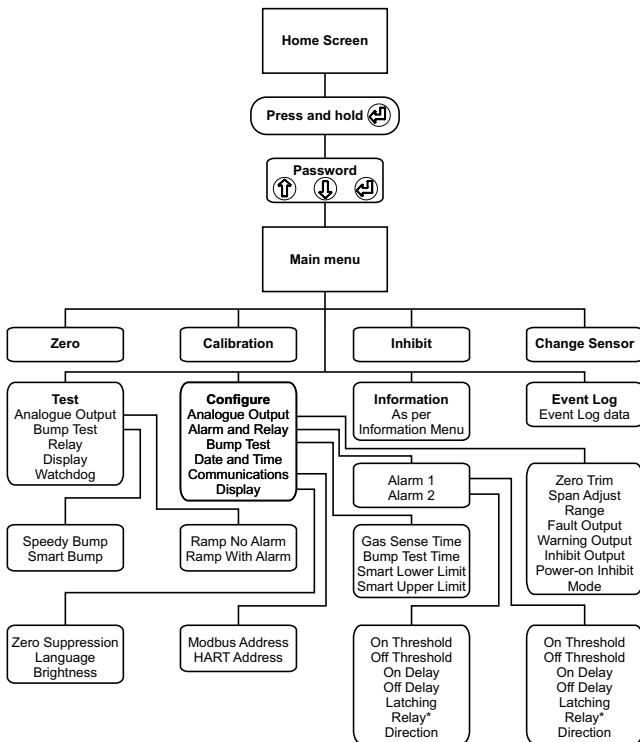 Home Screen
Press and hold
Password
Main menu
Zero
Calibration
Inhibit
Change Sensor
Test
Analogue Output
Bump Test
Relay
Display
Watchdog
Configure
Analogue Output
Alarm and Relay
Bump Test
Date and Time
Communications
Display
Information
As per
Information Menu
Event Log
Event Log data
Alarm 1
Alarm 2
Zero Trim
Span Adjust
Range
Fault Output
Warning Output
Inhibit Output
Power-on Inhibit
Mode
Speedy Bump
Smart Bump
Ramp No Alarm
Ramp With Alarm
Gas Sense Time
Bump Test Time
Smart Lower Limit
Smart Upper Limit
Zero Suppression
Language
Brightness
Modbus Address
HART Address
On Threshold
Off Threshold
On Delay
Off Delay
Latching
Relay*
Direction
On Threshold
Off Threshold
On Delay
Off Delay
Latching
Relay*
Direction